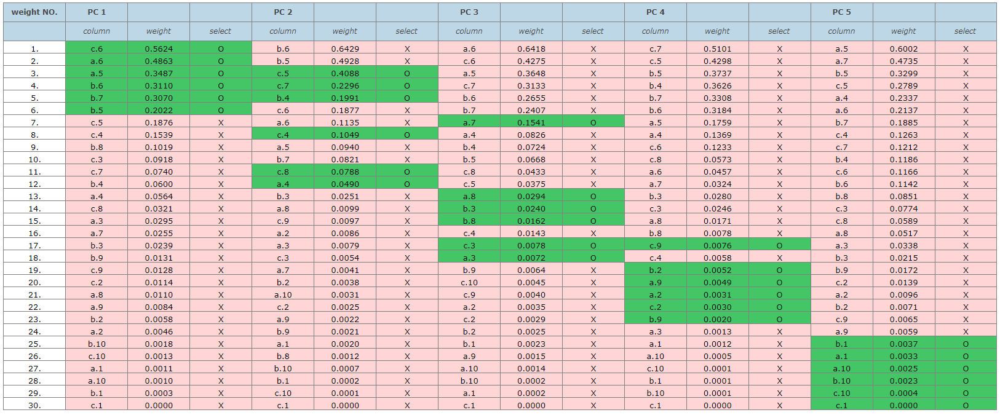 weight NO. PC 1 PC 2 PC 3 PC 4 PC 5
column weight select column weight select column weight select column weight select column weight select
1. c.6 0.5624 O b.6 0.6429 X a.6 0.6418 X c.7 0.5101 X a.5 0.6002 X
2. a.6 0.4863 O b.5 0.4928 X c.6 0.4275 X c.5 0.4298 X a.7 0.4735 X
3. a.5 0.3487 O c.5 0.4088 O a.5 0.3648 X b.5 0.3737 X b.5 0.3299 X
4. b.6 0.3110 O c.7 0.2296 O c.7 0.3133 X b.4 0.3626 X c.5 0.2789 X
5. b.7 0.3070 O b.4 0.1991 O b.6 0.2655 X b.7 0.3308 X a.4 0.2337 X
6. b.5 0.2022 O c.6 0.1877 X b.7 0.2407 X b.6 0.3184 X a.6 0.2137 X
7. c.5 0.1876 X a.6 0.1135 X a.7 0.1541 O a.5 0.1759 X b.7 0.1885 X
8. c.4 0.1539 X c.4 0.1049 O a.4 0.0826 X a.4 0.1369 X c.4 0.1263 X
9. b.8 0.1019 X a.5 0.0940 X b.4 0.0724 X c.6 0.1233 X c.7 0.1212 X
10. c.3 0.0918 X b.7 0.0821 X b.5 0.0668 X c.8 0.0573 X b.4 0.1186 X
11. c.7 0.0740 X c.8 0.0788 O c.8 0.0433 X a.6 0.0457 X c.6 0.1166 X
12. b.4 0.0600 X a.4 0.0490 O c.5 0.0375 X a.7 0.0324 X b.6 0.1142 X
13. a.4 0.0564 X b.3 0.0251 X a.8 0.0294 O b.3 0.0280 X b.8 0.0851 X
14. c.8 0.0321 X a.8 0.0099 X b.3 0.0240 O c.3 0.0246 X c.3 0.0774 X
15. a.3 0.0295 X c.9 0.0097 X b.8 0.0162 O a.8 0.0171 X c.8 0.0589 X
16. a.7 0.0255 X a.2 0.0086 X c.4 0.0143 X b.8 0.0078 X a.8 0.0517 X
17. b.3 0.0239 X a.3 0.0079 X c.3 0.0078 O c.9 0.0076 O a.3 0.0338 X
18. b.9 0.0131 X c.3 0.0054 X a.3 0.0072 O c.4 0.0058 X b.3 0.0215 X
19. c.9 0.0128 X a.7 0.0041 X b.9 0.0064 X b.2 0.0052 O b.9 0.0172 X
20. c.2 0.0114 X b.2 0.0038 X c.10 0.0045 X a.9 0.0049 O c.2 0.0139 X
21. a.8 0.0110 X a.10 0.0031 X c.9 0.0040 X a.2 0.0031 O a.2 0.0096 X
22. a.9 0.0084 X c.2 0.0025 X a.2 0.0035 X c.2 0.0030 O b.2 0.0071 X
23. b.2 0.0058 X a.9 0.0022 X c.2 0.0029 X b.9 0.0020 O c.9 0.0065 X
24. a.2 0.0046 X b.9 0.0021 X b.2 0.0025 X a.3 0.0013 X a.9 0.0059 X
25. b.10 0.0018 X a.1 0.0020 X b.1 0.0023 X a.1 0.0012 X b.1 0.0037 O
26. c.10 0.0013 X b.8 0.0012 X a.9 0.0015 X a.10 0.0005 X a.1 0.0033 O
27. a.1 0.0011 X b.10 0.0007 X a.10 0.0014 X c.10 0.0001 X a.10 0.0025 O
28. a.10 0.0010 X b.1 0.0002 X b.10 0.0002 X b.1 0.0001 X b.10 0.0023 O
29. b.1 0.0003 X c.10 0.0001 X a.1 0.0002 X b.10 0.0001 X c.10 0.0004 O
30. c.1 0.0000 X c.1 0.0000 X c.1 0.0000 X c.1 0.0000 X c.1 0.0000 O